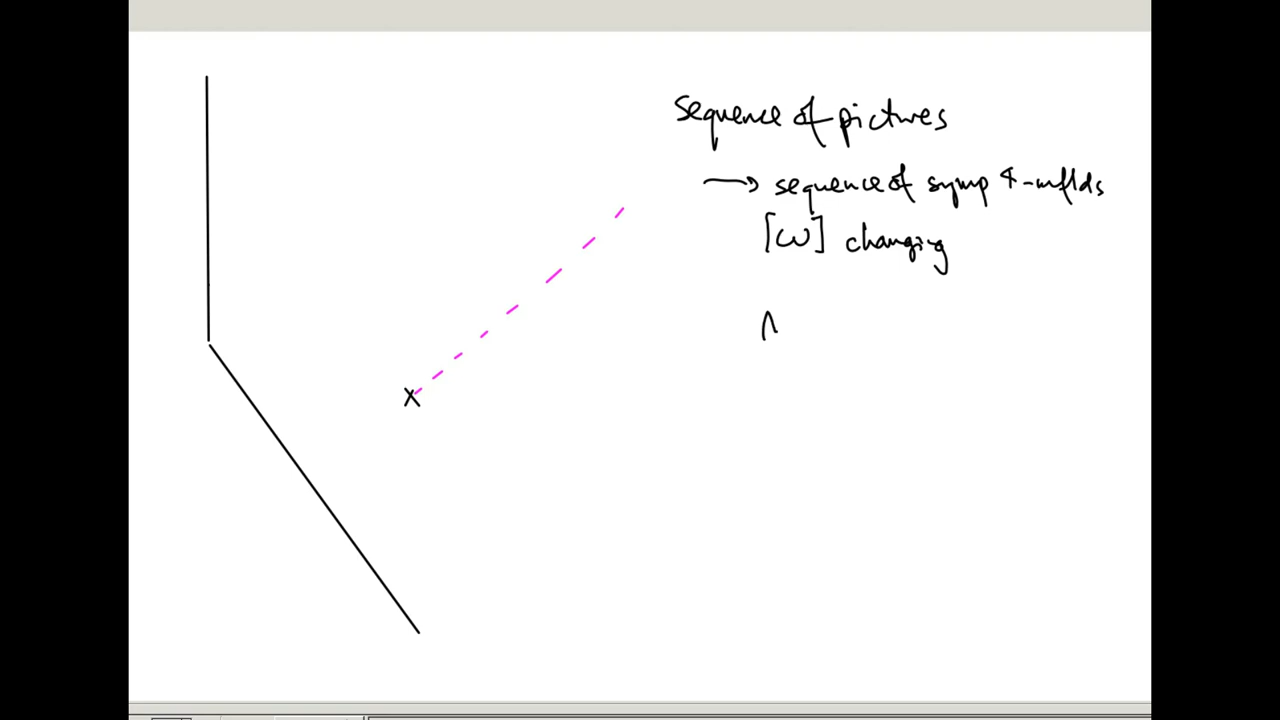 sequence of pictures
→ sequence of symp 4-mflds
[ω] changing